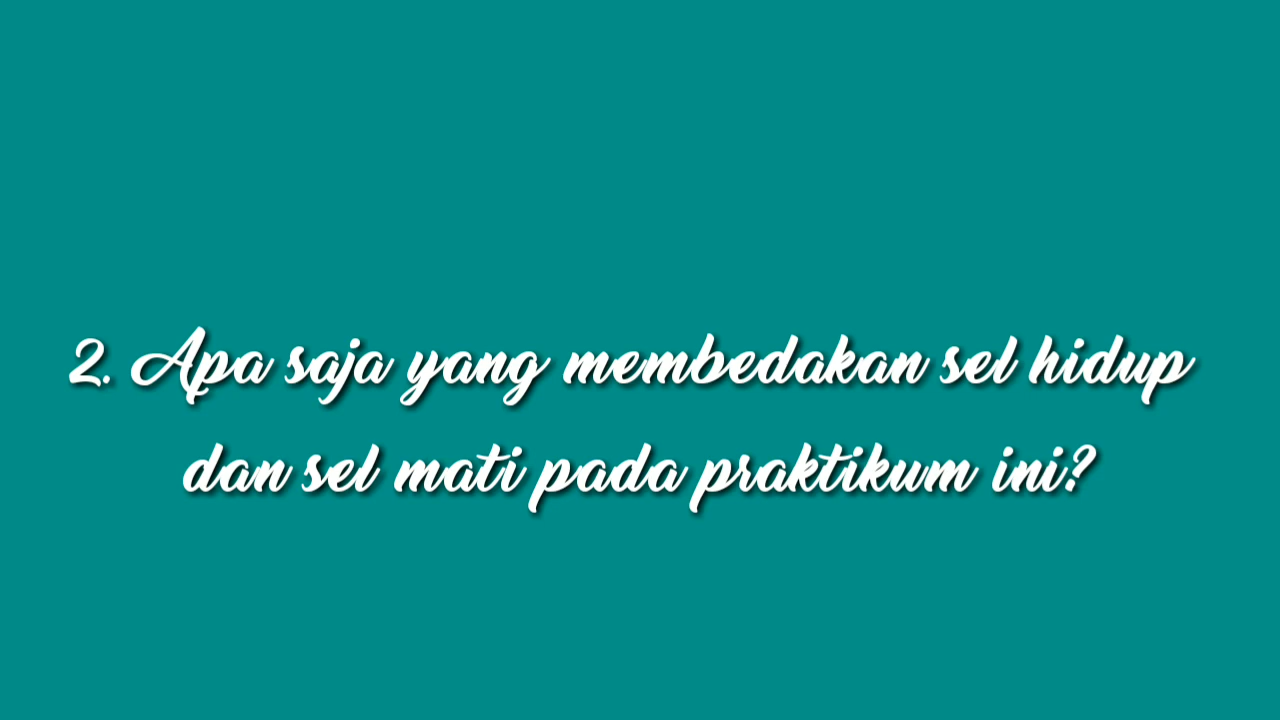 2. Apa saja yang membedakan sel hidup
dan sel mati pada praktikum ini?